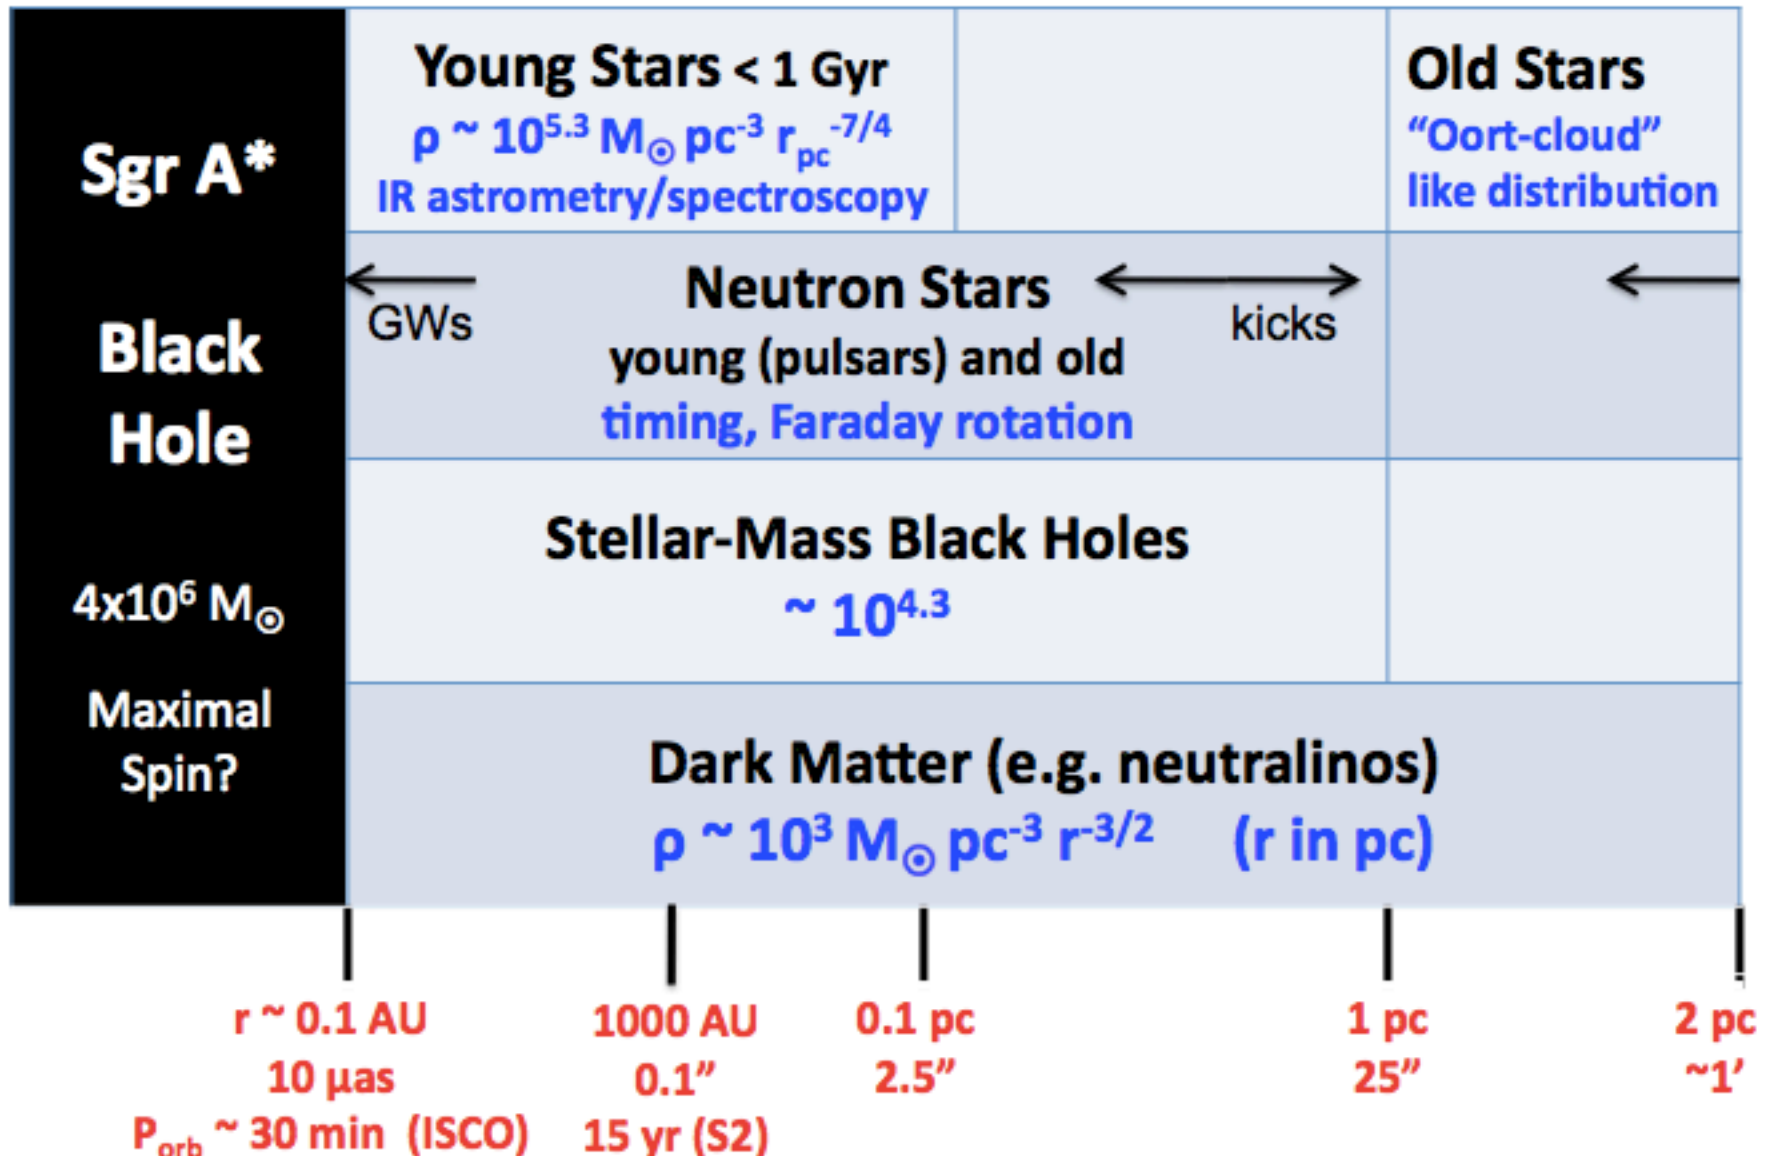 Sgr A*
Black
Hole
4x10⁶ M☉
Maximal
Spin?
Young Stars < 1 Gyr
ρ ~ 10⁵·³ M☉ pc⁻³ r_pc⁻⁷/⁴
IR astrometry/spectroscopy
Old Stars
“Oort-cloud”
like distribution
GWs
Neutron Stars
young (pulsars) and old
timing, Faraday rotation
kicks
Stellar-Mass Black Holes
~ 10⁴·³
Dark Matter (e.g. neutralinos)
ρ ~ 10³ M☉ pc⁻³ r⁻³/² (r in pc)
r ~ 0.1 AU
10 μas
P_orb ~ 30 min (ISCO)
1000 AU
0.1”
15 yr (S2)
0.1 pc
2.5”
1 pc
25”
2 pc
~1’